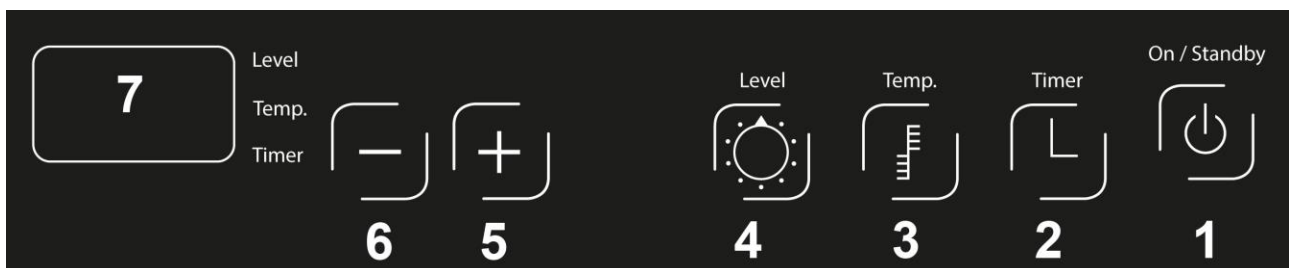 7
Level
Temp.
Timer
Level
Temp.
Timer
On / Standby
6
5
4
3
2
1